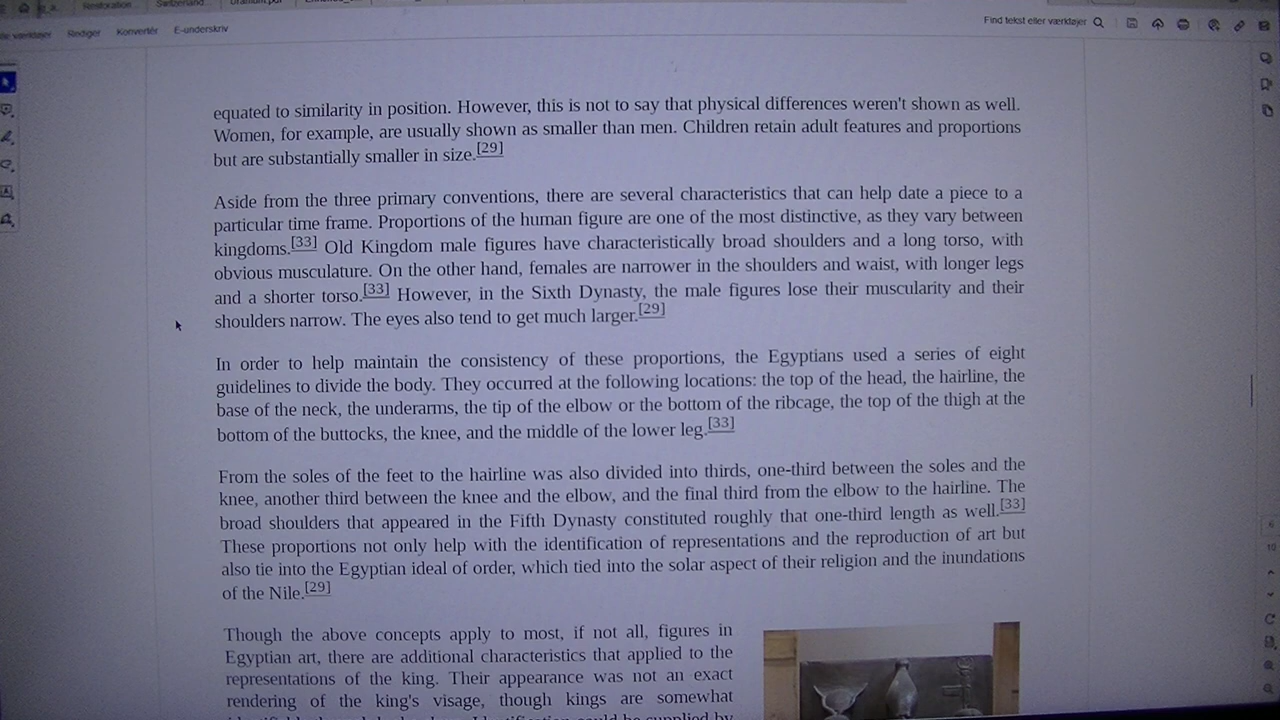 Restoration
Rediger
Konvertér
E-underskriv
Find tekst eller værktøjer
equated to similarity in position. However, this is not to say that physical differences weren't shown as well.
Women, for example, are usually shown as smaller than men. Children retain adult features and proportions
but are substantially smaller in size.[29]
Aside from the three primary conventions, there are several characteristics that can help date a piece to a
particular time frame. Proportions of the human figure are one of the most distinctive, as they vary between
kingdoms.[33] Old Kingdom male figures have characteristically broad shoulders and a long torso, with
obvious musculature. On the other hand, females are narrower in the shoulders and waist, with longer legs
and a shorter torso.[33] However, in the Sixth Dynasty, the male figures lose their muscularity and their
shoulders narrow. The eyes also tend to get much larger.[29]
In order to help maintain the consistency of these proportions, the Egyptians used a series of eight
guidelines to divide the body. They occurred at the following locations: the top of the head, the hairline, the
base of the neck, the underarms, the tip of the elbow or the bottom of the ribcage, the top of the thigh at the
bottom of the buttocks, the knee, and the middle of the lower leg.[33]
From the soles of the feet to the hairline was also divided into thirds, one-third between the soles and the
knee, another third between the knee and the elbow, and the final third from the elbow to the hairline. The
broad shoulders that appeared in the Fifth Dynasty constituted roughly that one-third length as well.[33]
These proportions not only help with the identification of representations and the reproduction of art but
also tie into the Egyptian ideal of order, which tied into the solar aspect of their religion and the inundations
of the Nile.[29]
Though the above concepts apply to most, if not all, figures in
Egyptian art, there are additional characteristics that applied to the
representations of the king. Their appearance was not an exact
rendering of the king's visage, though kings are somewhat
could be supplied by